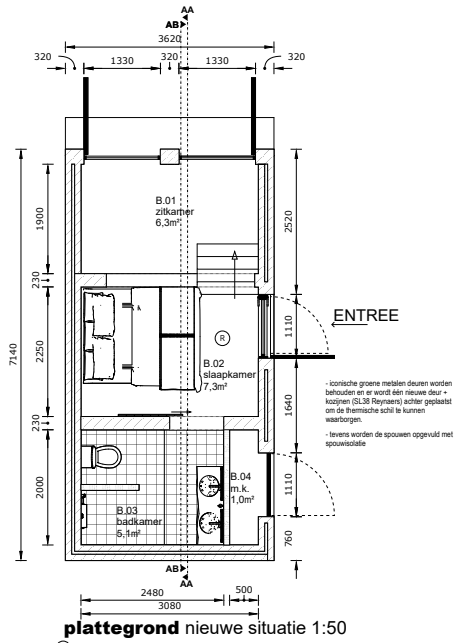 AA
AB
3620
320 1330 320 1330 320
1900
230
2250
230
2000
7140
2520
1110
1640
1110
760
B.01
zitkamer
6,3m²
ENTREE
R
B.02
slaapkamer
7,3m²
- iconische groene metalen deuren worden
behouden en er wordt één nieuwe deur +
kozijnen (SL38 Reynaers) achter geplaatst
om de thermische schil te kunnen
waarborgen.
- tevens worden de spouwen opgevuld met
spouwisolatie
B.04
m.k.
1,0m²
B.03
badkamer
5,1m²
AB
AA
2480 500
3080
plattegrond nieuwe situatie 1:50